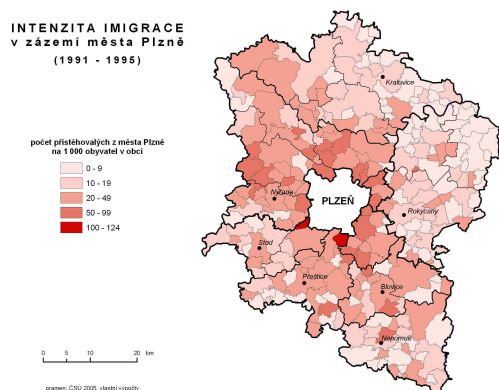 INTENZITA IMIGRACE
v zázemí města Plzně
(1991 - 1995)
počet přistěhovalých z města Plzně
na 1 000 obyvatel v obci
0 - 9
10 - 19
20 - 49
50 - 99
100 - 124
Kralovice
PLZEŇ
Nýřany
Rokycany
Stod
Přeštice
Blovice
Nepomuk
0 5 10 20 km
pramen: ČSÚ 2005, vlastní výpočty